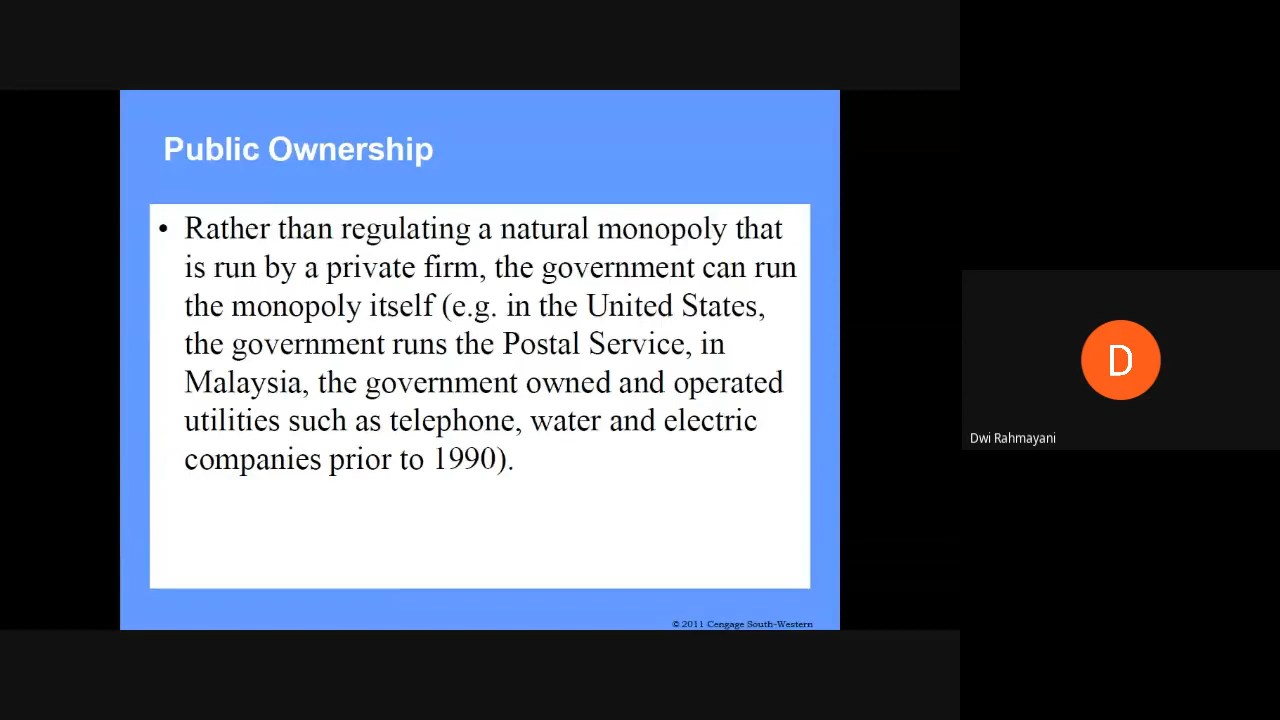 Public Ownership
• Rather than regulating a natural monopoly that
is run by a private firm, the government can run
the monopoly itself (e.g. in the United States,
the government runs the Postal Service, in
Malaysia, the government owned and operated
utilities such as telephone, water and electric
companies prior to 1990).
© 2011 Cengage South-Western
D
Dwi Rahmayani